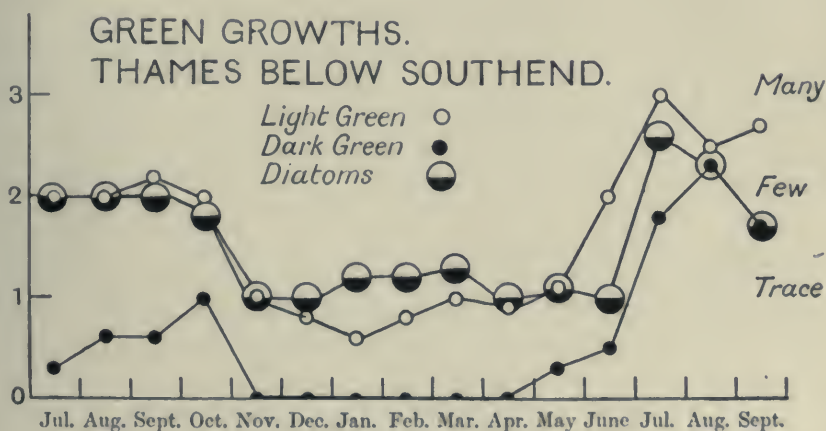 GREEN GROWTHS.
THAMES BELOW SOUTHEND.
Light Green
Dark Green
Diatoms
3
2
1
0
Many
Few
Trace
Jul. Aug. Sept. Oct. Nov. Dec. Jan. Feb. Mar. Apr. May June Jul. Aug. Sept.